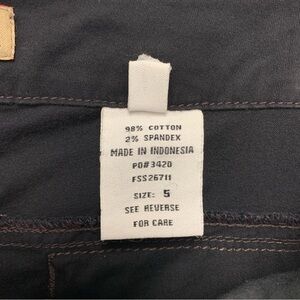 98% COTTON
2% SPANDEX
MADE IN INDONESIA
PO#3420
FSS26711
SIZE: 5
SEE REVERSE
FOR CARE